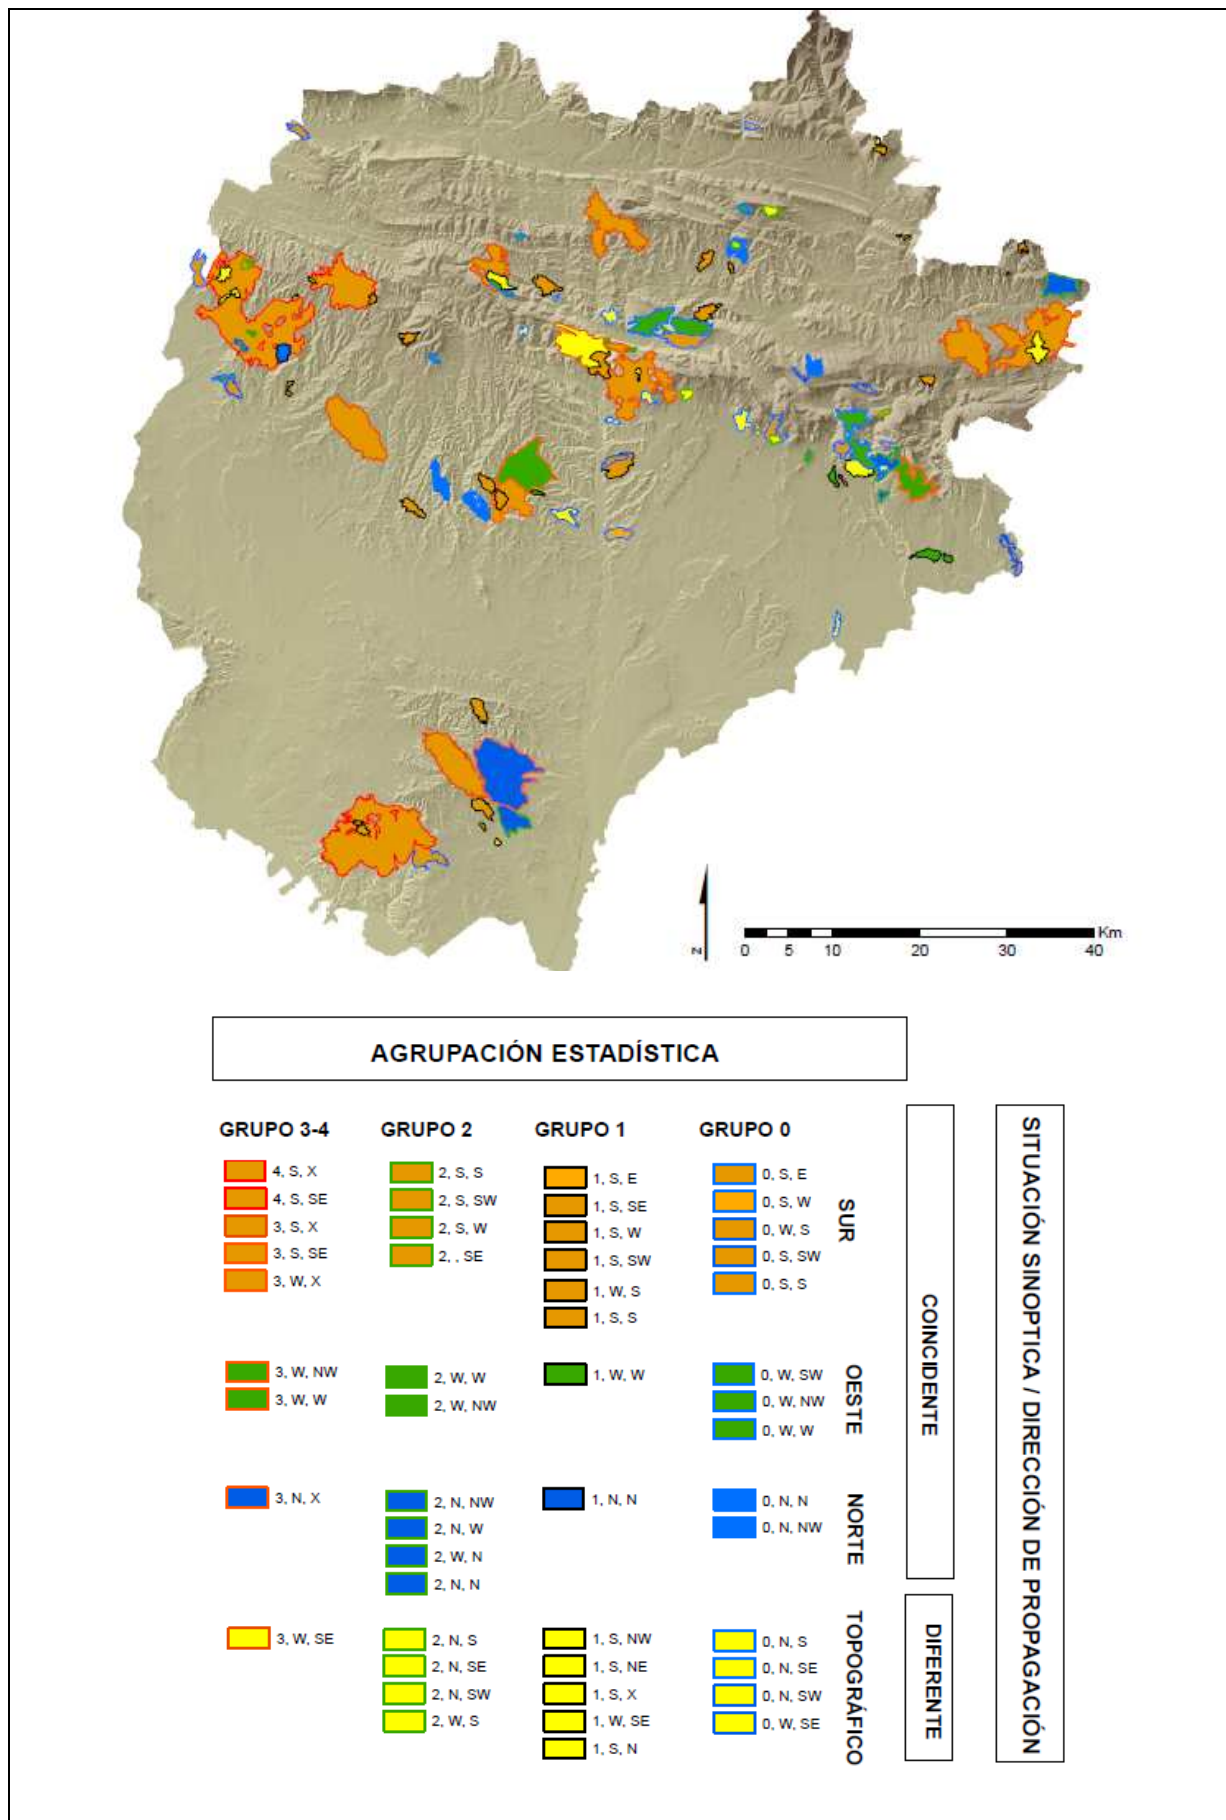 N
Km
0 5 10 20 30 40
AGRUPACIÓN ESTADÍSTICA
GRUPO 3-4
4, S, X
4, S, SE
3, S, X
3, S, SE
3, W, X
3, W, NW
3, W, W
3, N, X
3, W, SE
GRUPO 2
2, S, S
2, S, SW
2, S, W
2, , SE
2, W, W
2, W, NW
2, N, NW
2, N, W
2, W, N
2, N, N
2, N, S
2, N, SE
2, N, SW
2, W, S
GRUPO 1
1, S, E
1, S, SE
1, S, W
1, S, SW
1, W, S
1, S, S
1, W, W
1, N, N
1, S, NW
1, S, NE
1, S, X
1, W, SE
1, S, N
GRUPO 0
0, S, E
0, S, W
0, W, S
0, S, SW
0, S, S
0, W, SW
0, W, NW
0, W, W
0, N, N
0, N, NW
0, N, S
0, N, SE
0, N, SW
0, W, SE
SUR
OESTE
NORTE
TOPOGRÁFICO
COINCIDENTE
DIFERENTE
SITUACIÓN SINOPTICA / DIRECCIÓN DE PROPAGACIÓN